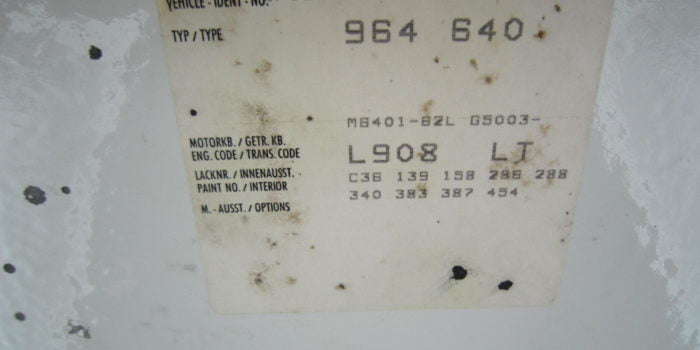 VEHICLE - IDENT - NO.
TYP / TYPE 964 640
M6401-62L G5003-
MOTORKB. / GETR. KB.
ENG. CODE / TRANS. CODE L908 LT
LACKNR. / INNENAUSST. C36 139 158 286 288
PAINT NO. / INTERIOR 340 383 387 454
M. - AUSST. / OPTIONS